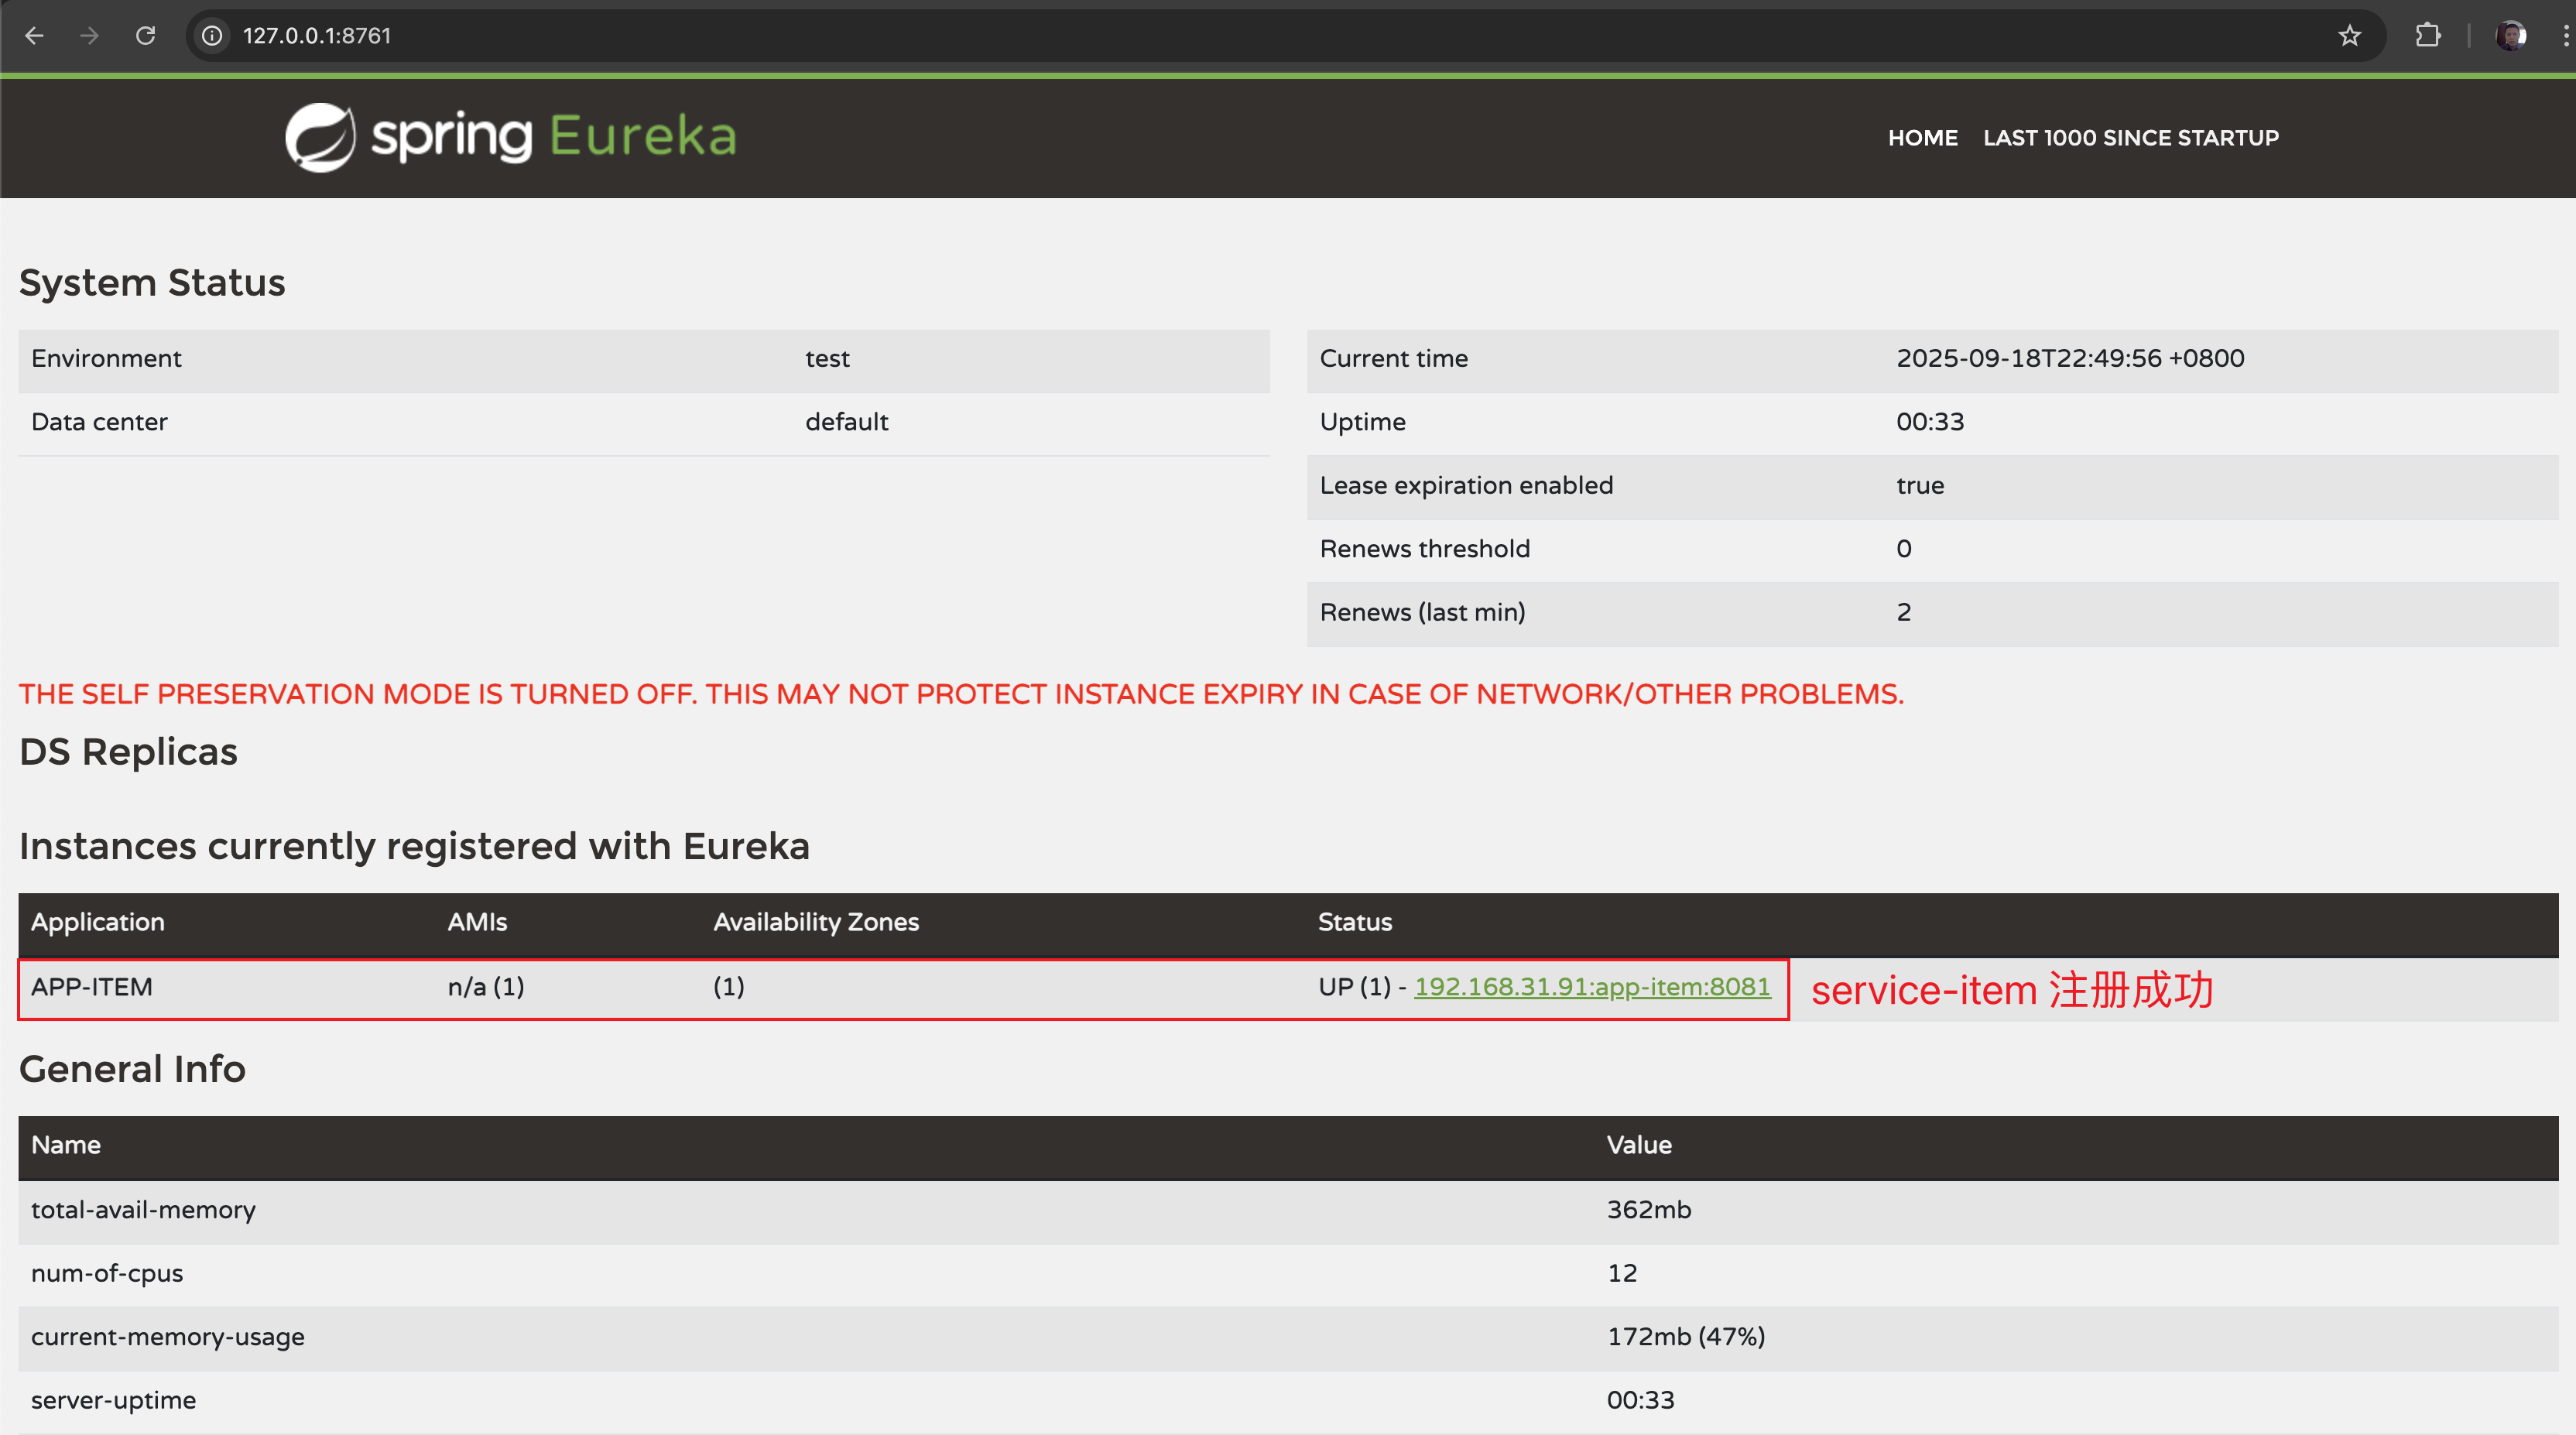 127.0.0.1:8761
spring Eureka
HOME LAST 1000 SINCE STARTUP
System Status
Environment test
Data center default
Current time 2025-09-18T22:49:56 +0800
Uptime 00:33
Lease expiration enabled true
Renews threshold 0
Renews (last min) 2
THE SELF PRESERVATION MODE IS TURNED OFF. THIS MAY NOT PROTECT INSTANCE EXPIRY IN CASE OF NETWORK/OTHER PROBLEMS.
DS Replicas
Instances currently registered with Eureka
Application AMIs Availability Zones Status
APP-ITEM n/a (1) (1) UP (1) - 192.168.31.91:app-item:8081 service-item 注册成功
General Info
Name Value
total-avail-memory 362mb
num-of-cpus 12
current-memory-usage 172mb (47%)
server-uptime 00:33